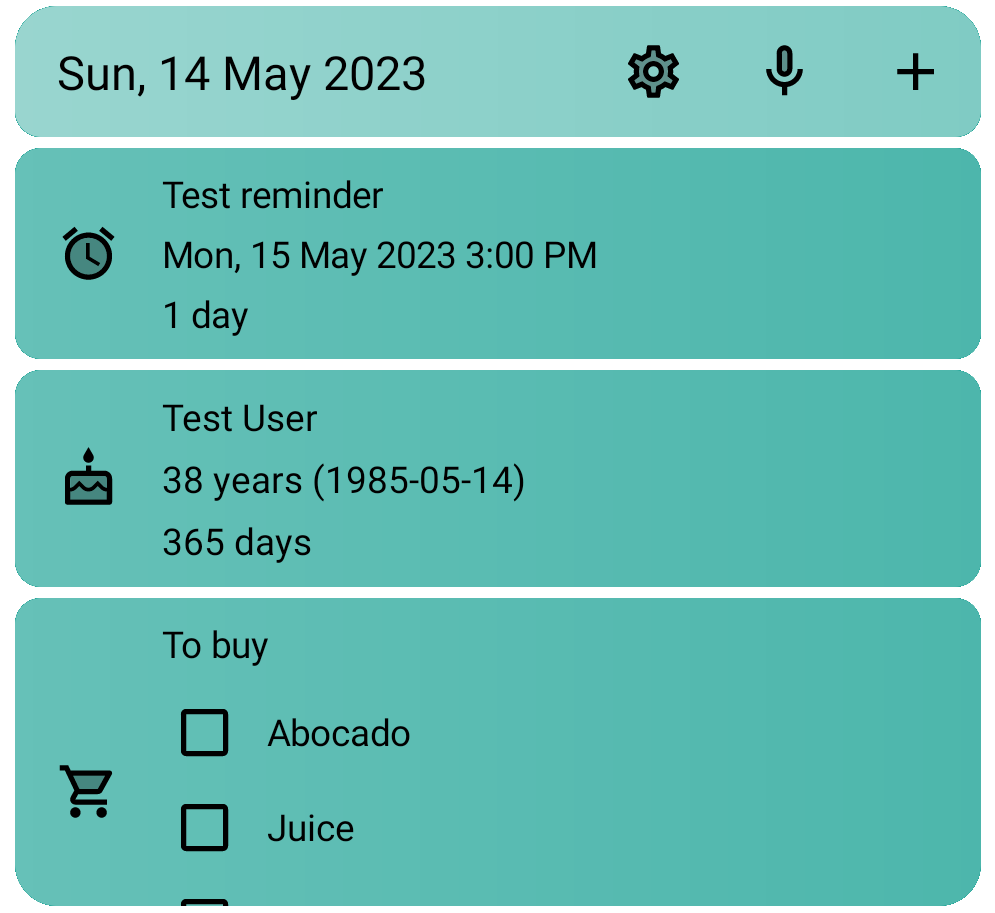 Sun, 14 May 2023
Test reminder
Mon, 15 May 2023 3:00 PM
1 day
Test User
38 years (1985-05-14)
365 days
To buy
Abocado
Juice